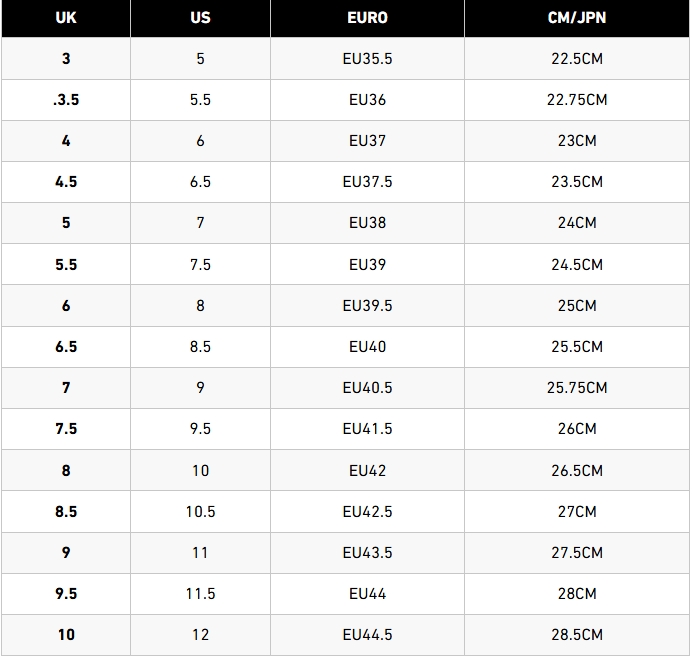 UK US EURO CM/JPN
3 5 EU35.5 22.5CM
.3.5 5.5 EU36 22.75CM
4 6 EU37 23CM
4.5 6.5 EU37.5 23.5CM
5 7 EU38 24CM
5.5 7.5 EU39 24.5CM
6 8 EU39.5 25CM
6.5 8.5 EU40 25.5CM
7 9 EU40.5 25.75CM
7.5 9.5 EU41.5 26CM
8 10 EU42 26.5CM
8.5 10.5 EU42.5 27CM
9 11 EU43.5 27.5CM
9.5 11.5 EU44 28CM
10 12 EU44.5 28.5CM